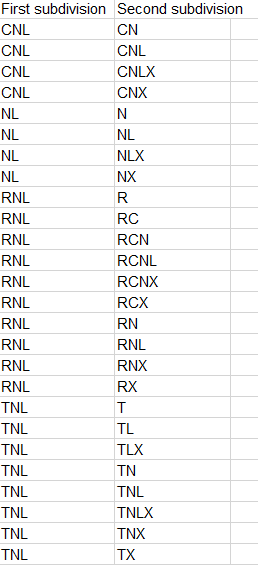 First subdivision Second subdivision
CNL CN
CNL CNL
CNL CNLX
CNL CNX
NL N
NL NL
NL NLX
NL NX
RNL R
RNL RC
RNL RCN
RNL RCNL
RNL RCNX
RNL RCX
RNL RN
RNL RNL
RNL RNX
RNL RX
TNL T
TNL TL
TNL TLX
TNL TN
TNL TNL
TNL TNLX
TNL TNX
TNL TX